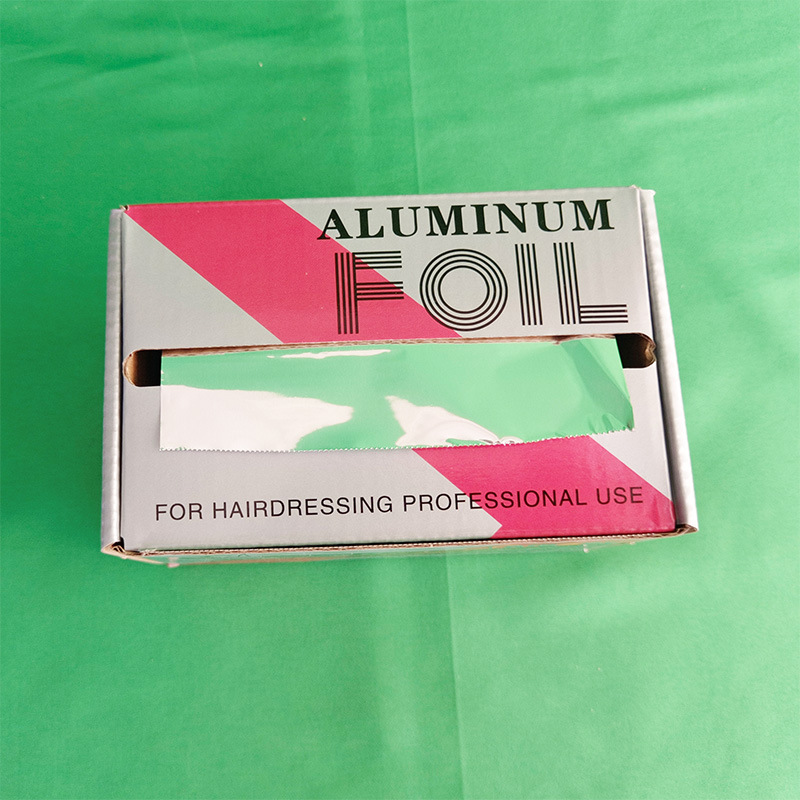 ALUMINUM
FOIL
FOR HAIRDRESSING PROFESSIONAL USE